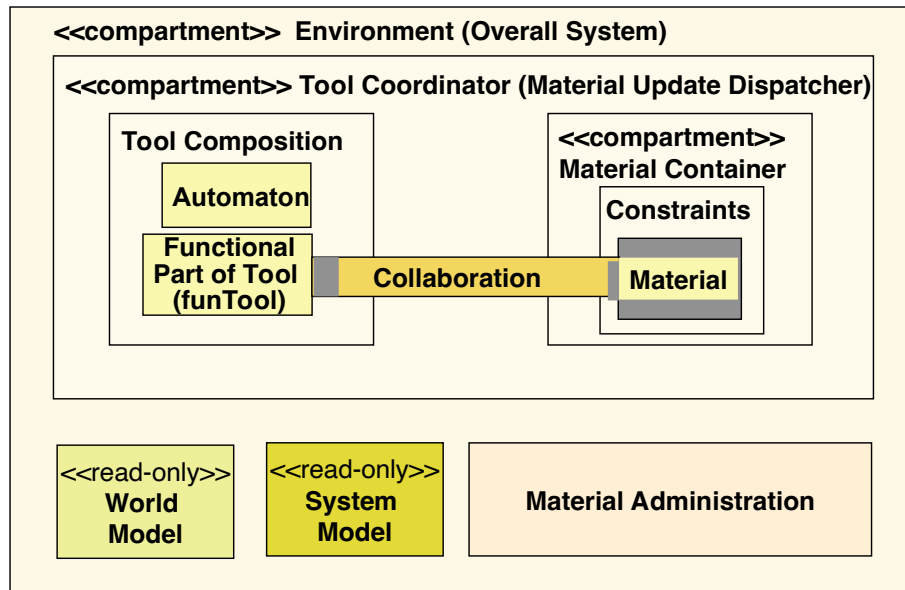 <<compartment>> Environment (Overall System)
<<compartment>> Tool Coordinator (Material Update Dispatcher)
Tool Composition
Automaton
Functional
Part of Tool
(funTool)
Collaboration
<<compartment>>
Material Container
Constraints
Material
<<read-only>>
World
Model
<<read-only>>
System
Model
Material Administration